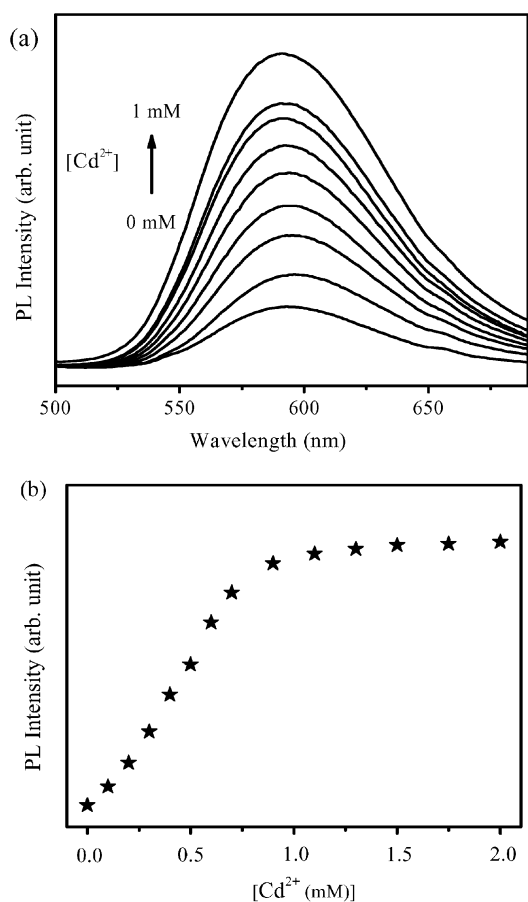 (a)
PL Intensity (arb. unit)
1 mM
[Cd²⁺]
0 mM
500 550 600 650
Wavelength (nm)
(b)
PL Intensity (arb. unit)
0.0 0.5 1.0 1.5 2.0
[Cd²⁺ (mM)]